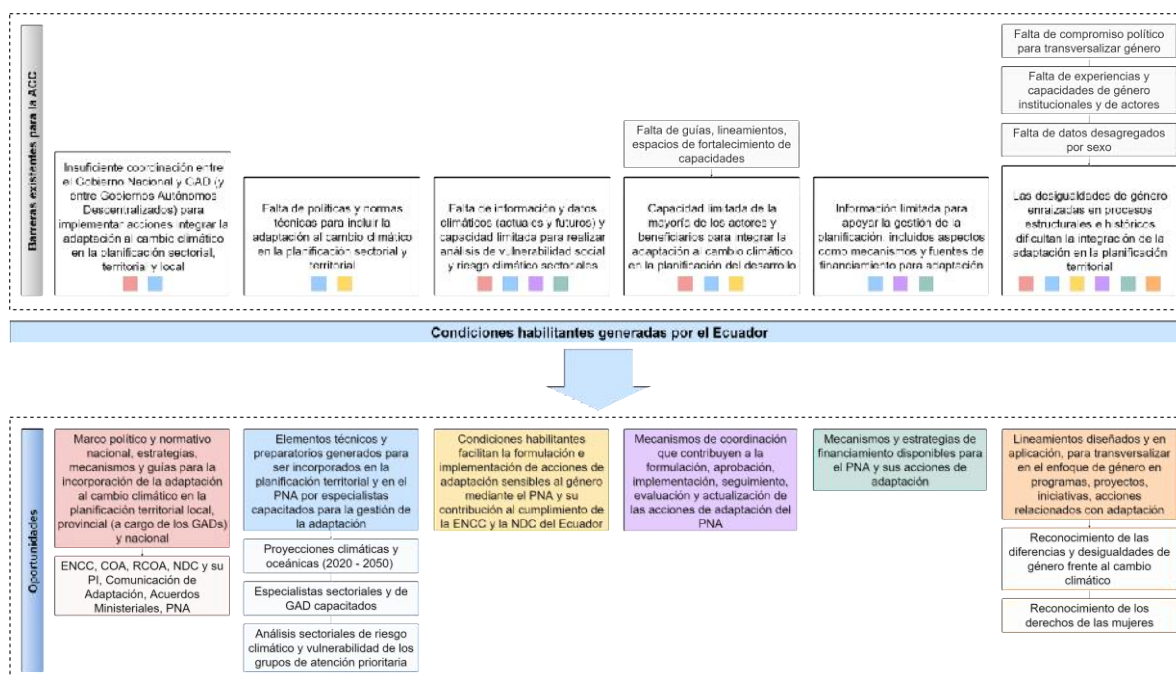 Barreras existentes para la ACC
Insuficiente coordinación entre
el Gobierno Nacional y GAD (y
entre Gobiernos Autónomos
Descentralizados) para
implementar acciones integrar la
adaptación al cambio climático
en la planificación sectorial,
territorial y local
Falta de políticas y normas
técnicas para incluir la
adaptación al cambio climático
en la planificación sectorial y
territorial
Falta de información y datos
climáticos (actuales y futuros) y
capacidad limitada para realizar
análisis de vulnerabilidad social
y riesgo climático sectoriales
Falta de guías, lineamientos,
espacios de fortalecimiento de
capacidades
Capacidad limitada de la
mayoría de los actores y
beneficiarios para integrar la
adaptación al cambio climático
en la planificación del desarrollo
Información limitada para
apoyar la gestión de la
planificación, incluidos aspectos
como mecanismos y fuentes de
financiamiento para adaptación
Falta de compromiso político
para transversalizar género
Falta de experiencias y
capacidades de género
institucionales y de actores
Falta de datos desagregados
por sexo
Las desigualdades de género
enraizadas en procesos
estructurales e históricos
dificultan la integración de la
adaptación en la planificación
territorial
Condiciones habilitantes generadas por el Ecuador
Oportunidades
Marco político y normativo
nacional, estrategias,
mecanismos y guías para la
incorporación de la adaptación
al cambio climático en la
planificación territorial local,
provincial (a cargo de los GADs)
y nacional
ENCC, COA, RCOA, NDC y su
PI, Comunicación de
Adaptación, Acuerdos
Ministeriales, PNA
Elementos técnicos y
preparatorios generados para
ser incorporados en la
planificación territorial y en el
PNA por especialistas
capacitados para la gestión de
la adaptación
Proyecciones climáticas y
oceánicas (2020 - 2050)
Especialistas sectoriales y de
GAD capacitados
Análisis sectoriales de riesgo
climático y vulnerabilidad de los
grupos de atención prioritaria
Condiciones habilitantes
facilitan la formulación e
implementación de acciones de
adaptación sensibles al género
mediante el PNA y su
contribución al cumplimiento de
la ENCC y la NDC del Ecuador
Mecanismos de coordinación
que contribuyen a la
formulación, aprobación,
implementación, seguimiento,
evaluación y actualización de
las acciones de adaptación del
PNA
Mecanismos y estrategias de
financiamiento disponibles para
el PNA y sus acciones de
adaptación
Lineamientos diseñados y en
aplicación, para transversalizar
en el enfoque de género en
programas, proyectos,
iniciativas, acciones
relacionados con adaptación
Reconocimiento de las
diferencias y desigualdades de
género frente al cambio
climático
Reconocimiento de los
derechos de las mujeres